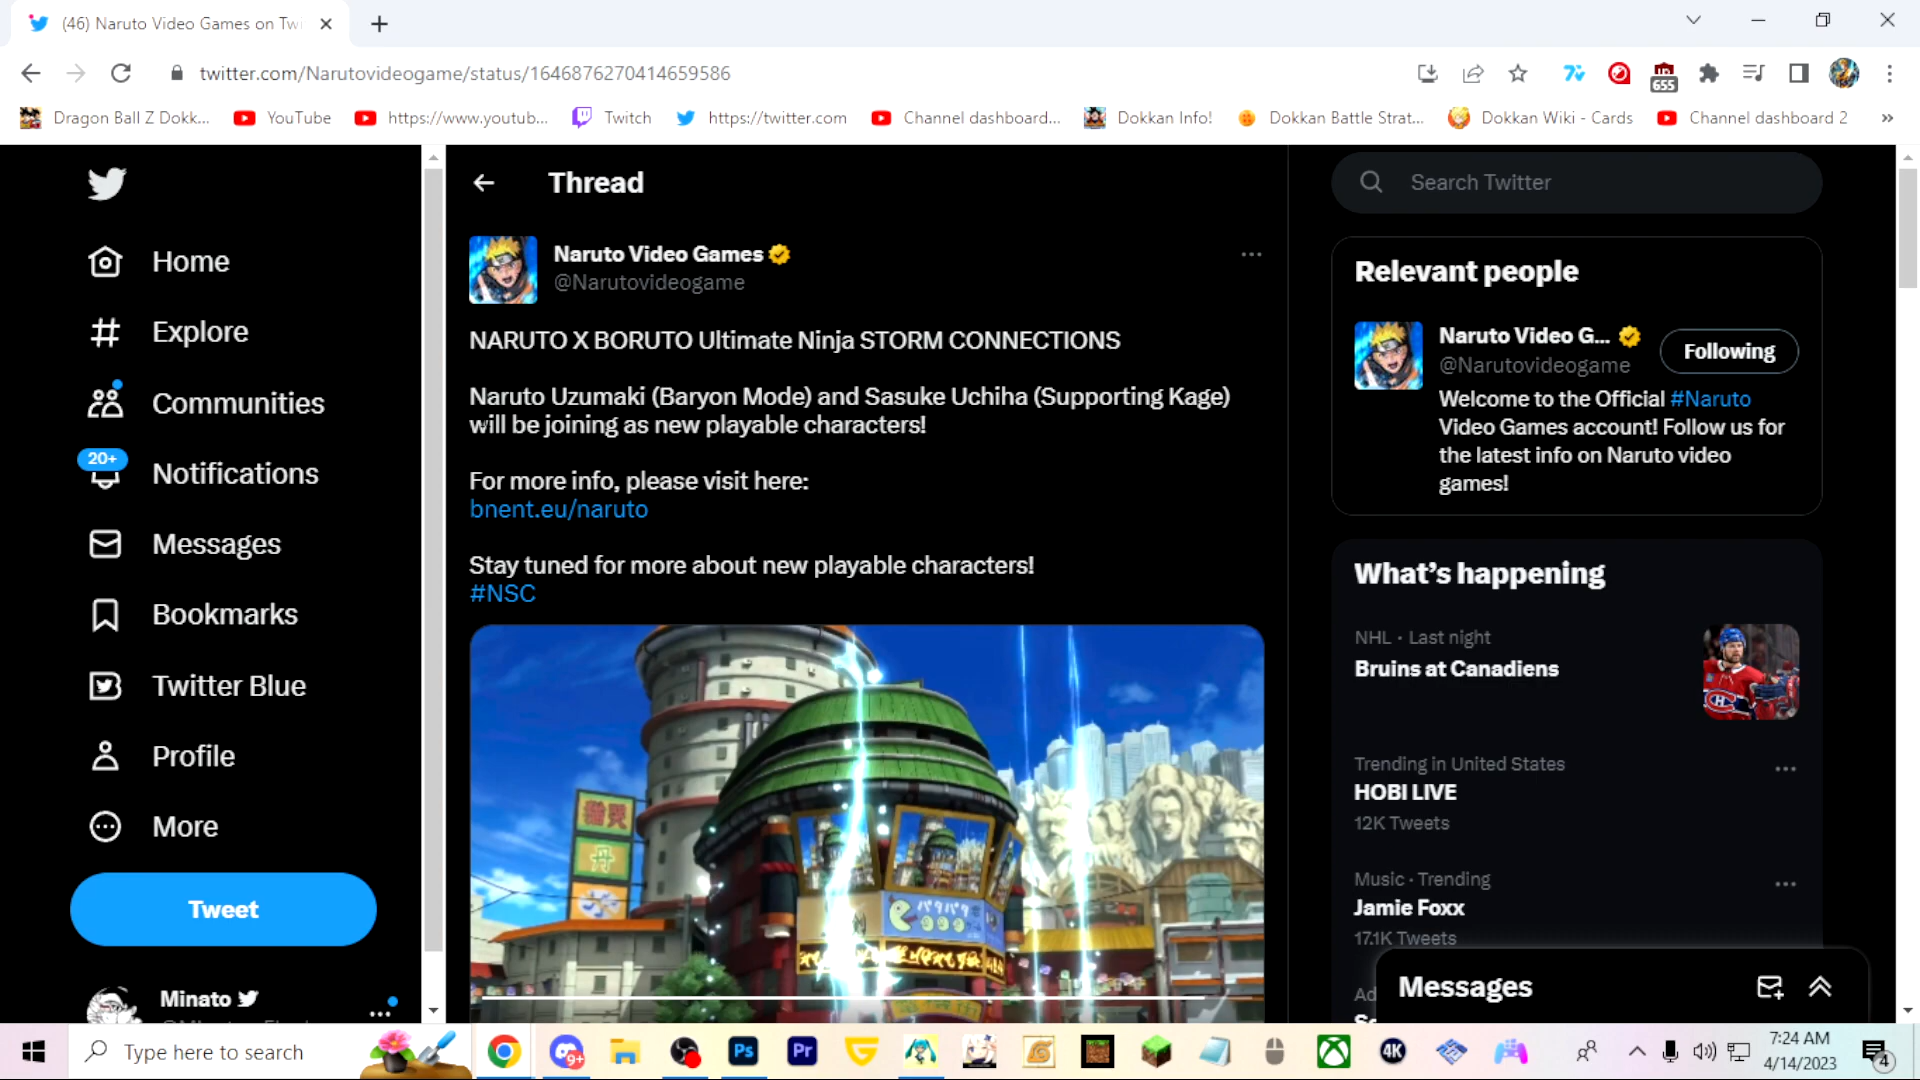 (46) Naruto Video Games on Tw
twitter.com/Narutovideogame/status/1646876270414659586
655
Dragon Ball Z Dokk...
YouTube
https://www.youtub...
Twitch
https://twitter.com
Channel dashboard...
Dokkan Info!
Dokkan Battle Strat...
Dokkan Wiki - Cards
Channel dashboard 2
»
Home
Explore
Communities
20+
Notifications
Messages
Bookmarks
Twitter Blue
Profile
More
Tweet
Minato
Thread
Naruto Video Games
@Narutovideogame
NARUTO X BORUTO Ultimate Ninja STORM CONNECTIONS
Naruto Uzumaki (Baryon Mode) and Sasuke Uchiha (Supporting Kage)
will be joining as new playable characters!
For more info, please visit here:
bnent.eu/naruto
Stay tuned for more about new playable characters!
#NSC
Search Twitter
Relevant people
Naruto Video G...
@Narutovideogame
Following
Welcome to the Official #Naruto
Video Games account! Follow us for
the latest info on Naruto video
games!
What's happening
NHL · Last night
Bruins at Canadiens
Trending in United States
HOBI LIVE
12K Tweets
Music · Trending
Jamie Foxx
17.1K Tweets
Messages
Type here to search
9+
Ps
Pr
4K
7:24 AM
4/14/2023
4